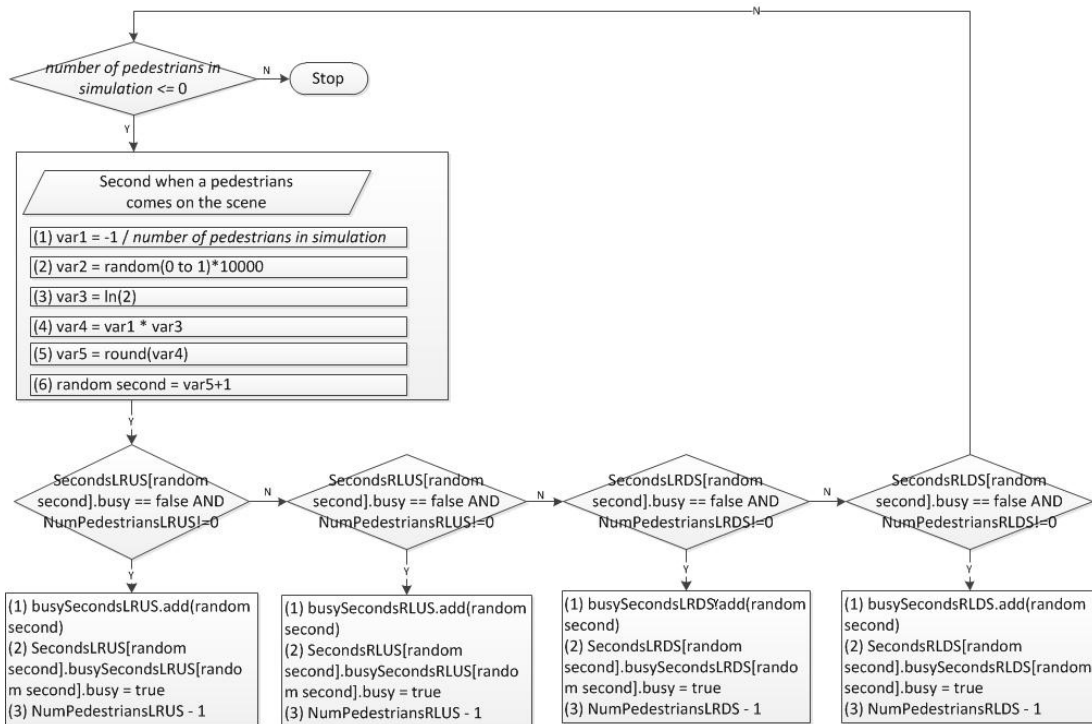 N
number of pedestrians in
simulation <= 0
N
Stop
Y
Second when a pedestrians
comes on the scene
(1) var1 = -1 / number of pedestrians in simulation
(2) var2 = random(0 to 1)*10000
(3) var3 = ln(2)
(4) var4 = var1 * var3
(5) var5 = round(var4)
(6) random second = var5+1
Y
SecondsLRUS[random
second].busy == false AND
NumPedestriansLRUS!=0
N
SecondsRLUS[random
second].busy == false AND
NumPedestriansRLUS!=0
N
SecondsLRDS[random
second].busy == false AND
NumPedestriansLRDS!=0
N
SecondsRLDS[random
second].busy == false AND
NumPedestriansRLDS!=0
Y
Y
Y
Y
(1) busySecondsLRUS.add(random
second)
(2) SecondsLRUS[random
second].busySecondsLRUS[rando
m second].busy = true
(3) NumPedestriansLRUS - 1
(1) busySecondsRLUS.add(random
second)
(2) SecondsRLUS[random
second].busySecondsRLUS[rando
m second].busy = true
(3) NumPedestriansRLUS - 1
(1) busySecondsLRDS.add(random
second)
(2) SecondsLRDS[random
second].busySecondsLRDS[rando
m second].busy = true
(3) NumPedestriansLRDS - 1
(1) busySecondsRLDS.add(random
second)
(2) SecondsRLDS[random
second].busySecondsRLDS[random
second].busy = true
(3) NumPedestriansRLDS - 1